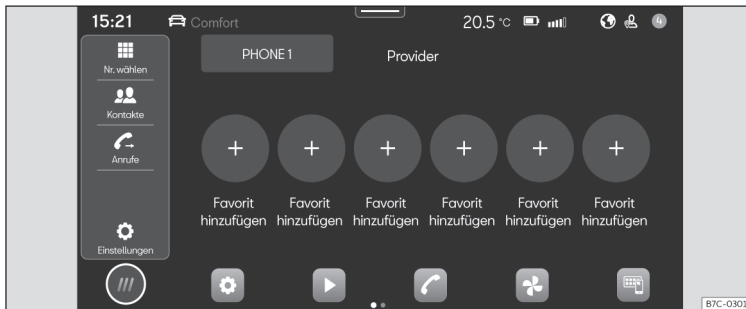 15:21 Comfort 20.5 °C 4
PHONE 1 Provider
Nr. wählen
Kontakte
Anrufe
Einstellungen
Favorit Favorit Favorit Favorit Favorit Favorit
hinzufügen hinzufügen hinzufügen hinzufügen hinzufügen hinzufügen
B7C-0301